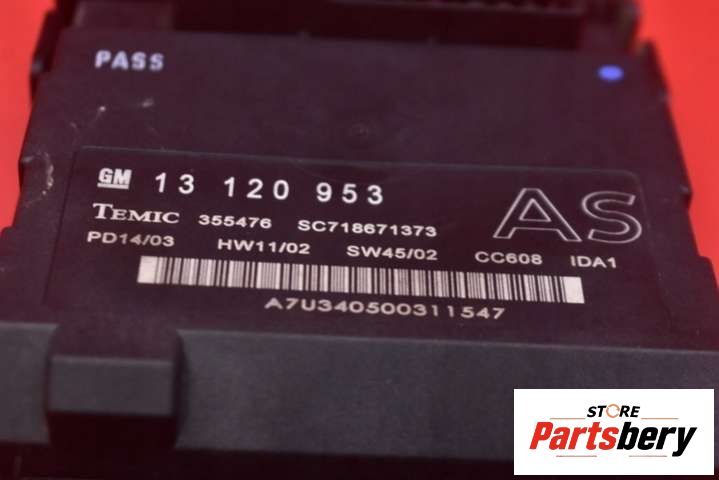 PASS
GM 13 120 953 AS
TEMIC 355476 SC718671373
PD14/03 HW11/02 SW45/02 CC608 IDA1
A7U340500311547
STORE
Partsbery